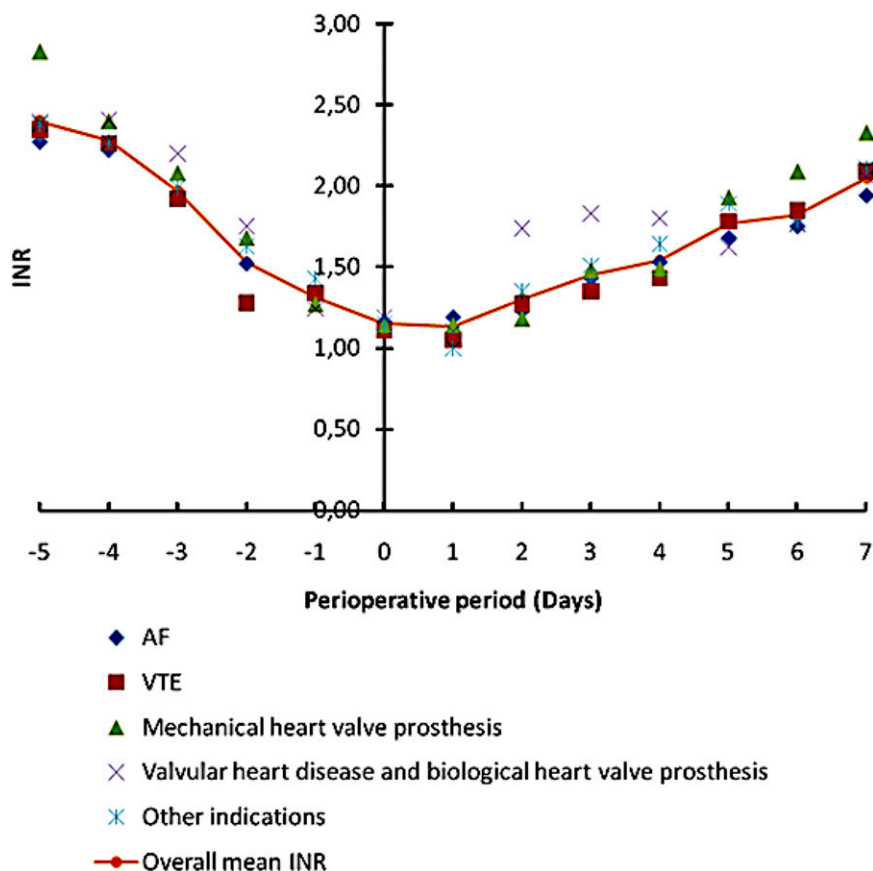 3,00
2,50
2,00
1,50
1,00
0,50
0,00
INR
-5 -4 -3 -2 -1 0 1 2 3 4 5 6 7
Perioperative period (Days)
AF
VTE
Mechanical heart valve prosthesis
Valvular heart disease and biological heart valve prosthesis
Other indications
Overall mean INR